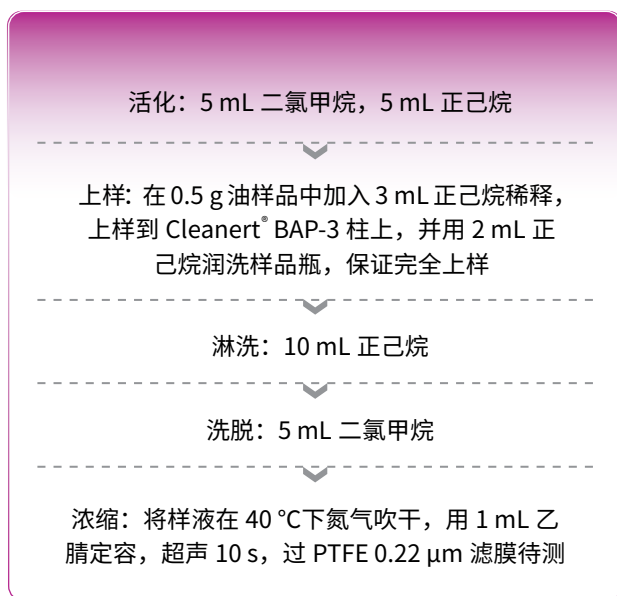 活化：5 mL 二氯甲烷，5 mL 正己烷
上样：在 0.5 g 油样品中加入 3 mL 正己烷稀释，
上样到 Cleanert® BAP-3 柱上，并用 2 mL 正
己烷润洗样品瓶，保证完全上样
淋洗：10 mL 正己烷
洗脱：5 mL 二氯甲烷
浓缩：将样液在 40 °C下氮气吹干，用 1 mL 乙
腈定容，超声 10 s，过 PTFE 0.22 μm 滤膜待测